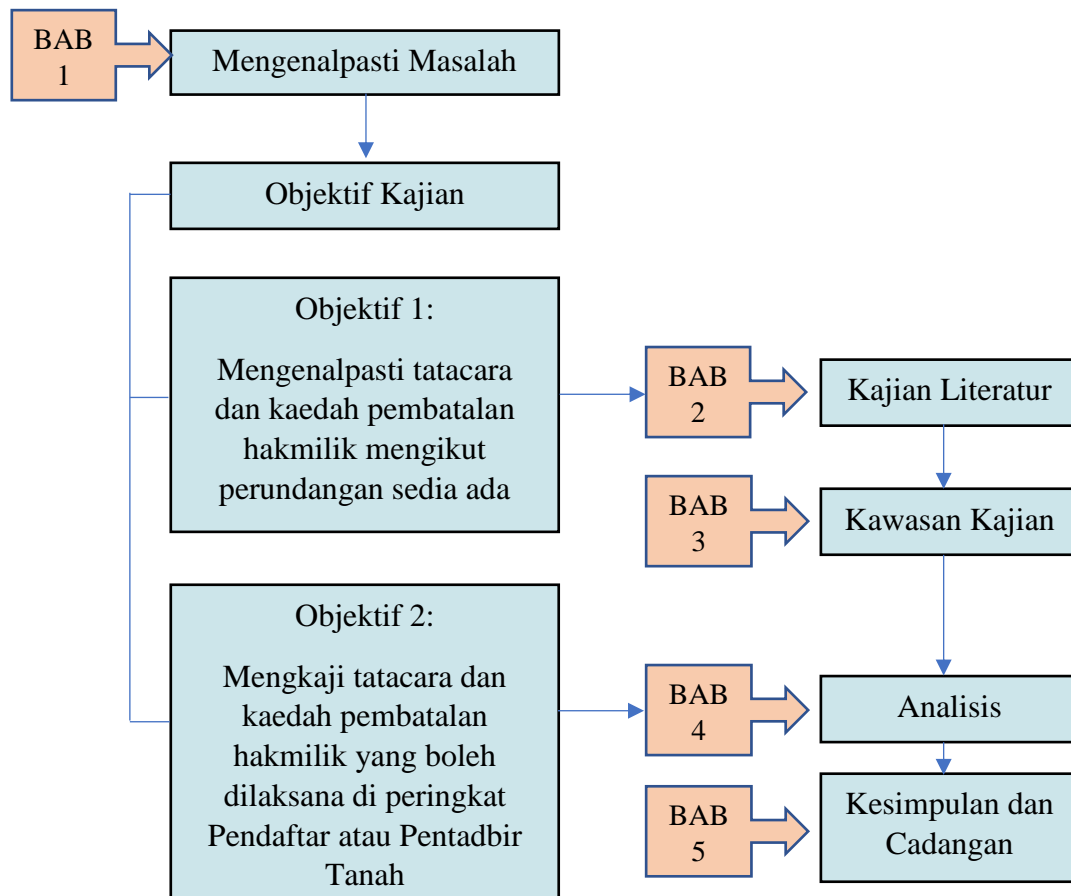 BAB
1
Mengenalpasti Masalah
Objektif Kajian
Objektif 1:
Mengenalpasti tatacara
dan kaedah pembatalan
hakmilik mengikut
perundangan sedia ada
BAB
2
Kajian Literatur
BAB
3
Kawasan Kajian
Objektif 2:
Mengkaji tatacara dan
kaedah pembatalan
hakmilik yang boleh
dilaksana di peringkat
Pendaftar atau Pentadbir
Tanah
BAB
4
Analisis
BAB
5
Kesimpulan dan
Cadangan